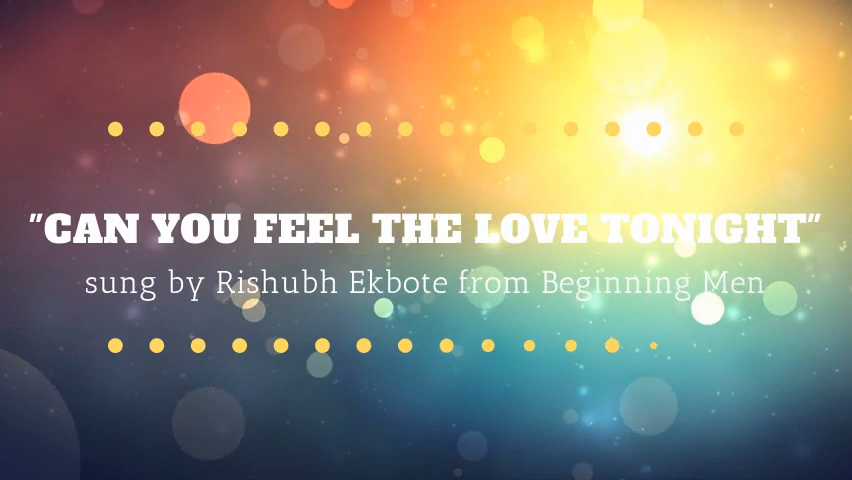 "CAN YOU FEEL THE LOVE TONIGHT"
sung by Rishubh Ekbote from Beginning Men